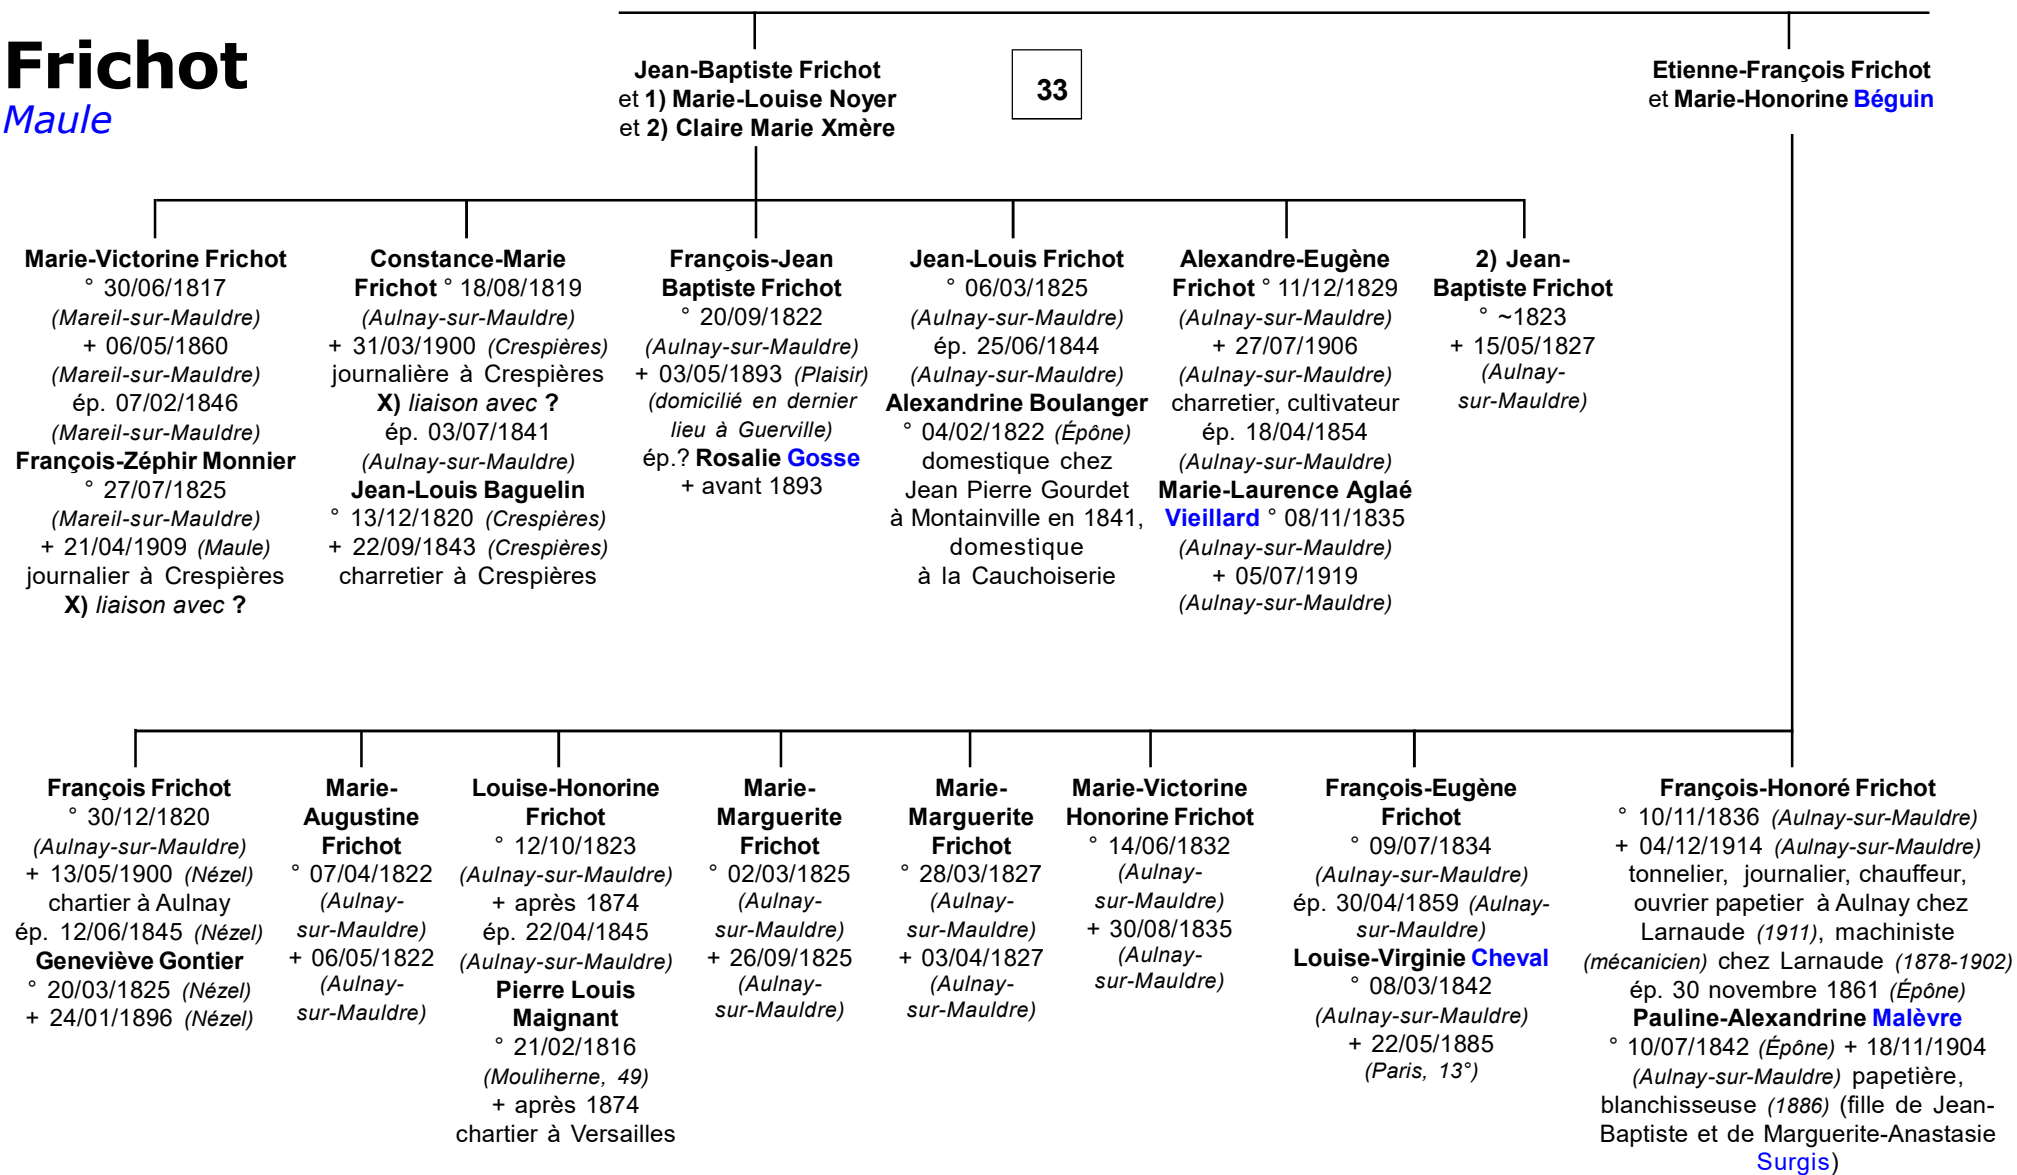 Frichot
Maule
Jean-Baptiste Frichot
et 1) Marie-Louise Noyer
et 2) Claire Marie Xmère
33
Etienne-François Frichot
et Marie-Honorine Béguin
Marie-Victorine Frichot
° 30/06/1817
(Mareil-sur-Mauldre)
+ 06/05/1860
(Mareil-sur-Mauldre)
ép. 07/02/1846
(Mareil-sur-Mauldre)
François-Zéphir Monnier
° 27/07/1825
(Mareil-sur-Mauldre)
+ 21/04/1909 (Maule)
journalier à Crespières
X) liaison avec ?
Constance-Marie
Frichot ° 18/08/1819
(Aulnay-sur-Mauldre)
+ 31/03/1900 (Crespières)
journalière à Crespières
X) liaison avec ?
ép. 03/07/1841
(Aulnay-sur-Mauldre)
Jean-Louis Baguelin
° 13/12/1820 (Crespières)
+ 22/09/1843 (Crespières)
charretier à Crespières
François-Jean
Baptiste Frichot
° 20/09/1822
(Aulnay-sur-Mauldre)
+ 03/05/1893 (Plaisir)
(domicilié en dernier
lieu à Guerville)
ép.? Rosalie Gosse
+ avant 1893
Jean-Louis Frichot
° 06/03/1825
(Aulnay-sur-Mauldre)
ép. 25/06/1844
(Aulnay-sur-Mauldre)
Alexandrine Boulanger
° 04/02/1822 (Épône)
domestique chez
Jean Pierre Gourdet
à Montainville en 1841,
domestique
à la Cauchoiserie
Alexandre-Eugène
Frichot ° 11/12/1829
(Aulnay-sur-Mauldre)
+ 27/07/1906
(Aulnay-sur-Mauldre)
charretier, cultivateur
ép. 18/04/1854
(Aulnay-sur-Mauldre)
Marie-Laurence Aglaé
Vieillard ° 08/11/1835
(Aulnay-sur-Mauldre)
+ 05/07/1919
(Aulnay-sur-Mauldre)
2) Jean-
Baptiste Frichot
° ~1823
+ 15/05/1827
(Aulnay-
sur-Mauldre)
François Frichot
° 30/12/1820
(Aulnay-sur-Mauldre)
+ 13/05/1900 (Nézel)
chartier à Aulnay
ép. 12/06/1845 (Nézel)
Geneviève Gontier
° 20/03/1825 (Nézel)
+ 24/01/1896 (Nézel)
Marie-
Augustine
Frichot
° 07/04/1822
(Aulnay-
sur-Mauldre)
+ 06/05/1822
(Aulnay-
sur-Mauldre)
Louise-Honorine
Frichot
° 12/10/1823
(Aulnay-sur-Mauldre)
+ après 1874
ép. 22/04/1845
(Aulnay-sur-Mauldre)
Pierre Louis
Maignant
° 21/02/1816
(Mouliherne, 49)
+ après 1874
chartier à Versailles
Marie-
Marguerite
Frichot
° 02/03/1825
(Aulnay-
sur-Mauldre)
+ 26/09/1825
(Aulnay-
sur-Mauldre)
Marie-
Marguerite
Frichot
° 28/03/1827
(Aulnay-
sur-Mauldre)
+ 03/04/1827
(Aulnay-
sur-Mauldre)
Marie-Victorine
Honorine Frichot
° 14/06/1832
(Aulnay-
sur-Mauldre)
+ 30/08/1835
(Aulnay-
sur-Mauldre)
François-Eugène
Frichot
° 09/07/1834
(Aulnay-sur-Mauldre)
ép. 30/04/1859 (Aulnay-
sur-Mauldre)
Louise-Virginie Cheval
° 08/03/1842
(Aulnay-sur-Mauldre)
+ 22/05/1885
(Paris, 13°)
François-Honoré Frichot
° 10/11/1836 (Aulnay-sur-Mauldre)
+ 04/12/1914 (Aulnay-sur-Mauldre)
tonnelier, journalier, chauffeur,
ouvrier papetier à Aulnay chez
Larnaude (1911), machiniste
(mécanicien) chez Larnaude (1878-1902)
ép. 30 novembre 1861 (Épône)
Pauline-Alexandrine Malèvre
° 10/07/1842 (Épône) + 18/11/1904
(Aulnay-sur-Mauldre) papetière,
blanchisseuse (1886) (fille de Jean-
Baptiste et de Marguerite-Anastasie
Surgis)